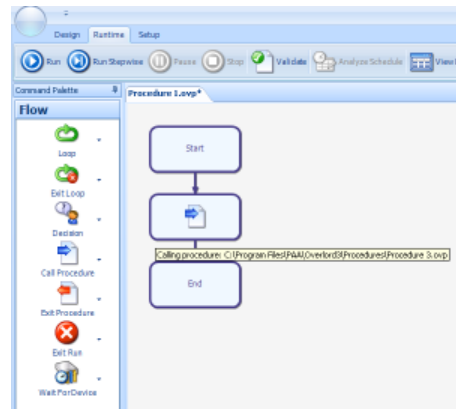 Design Runtime Setup
Run Run Stepwise Pause Stop Validate Analyze Schedule View
Command Palette Procedure 1.ovp*
Flow
Start
Loop
Exit Loop
Decision
Calling procedure: C:\Program Files\PAA\Overlord3\Procedures\Procedure 3.ovp
Call Procedure
End
Exit Procedure
Exit Run
Wait For Device